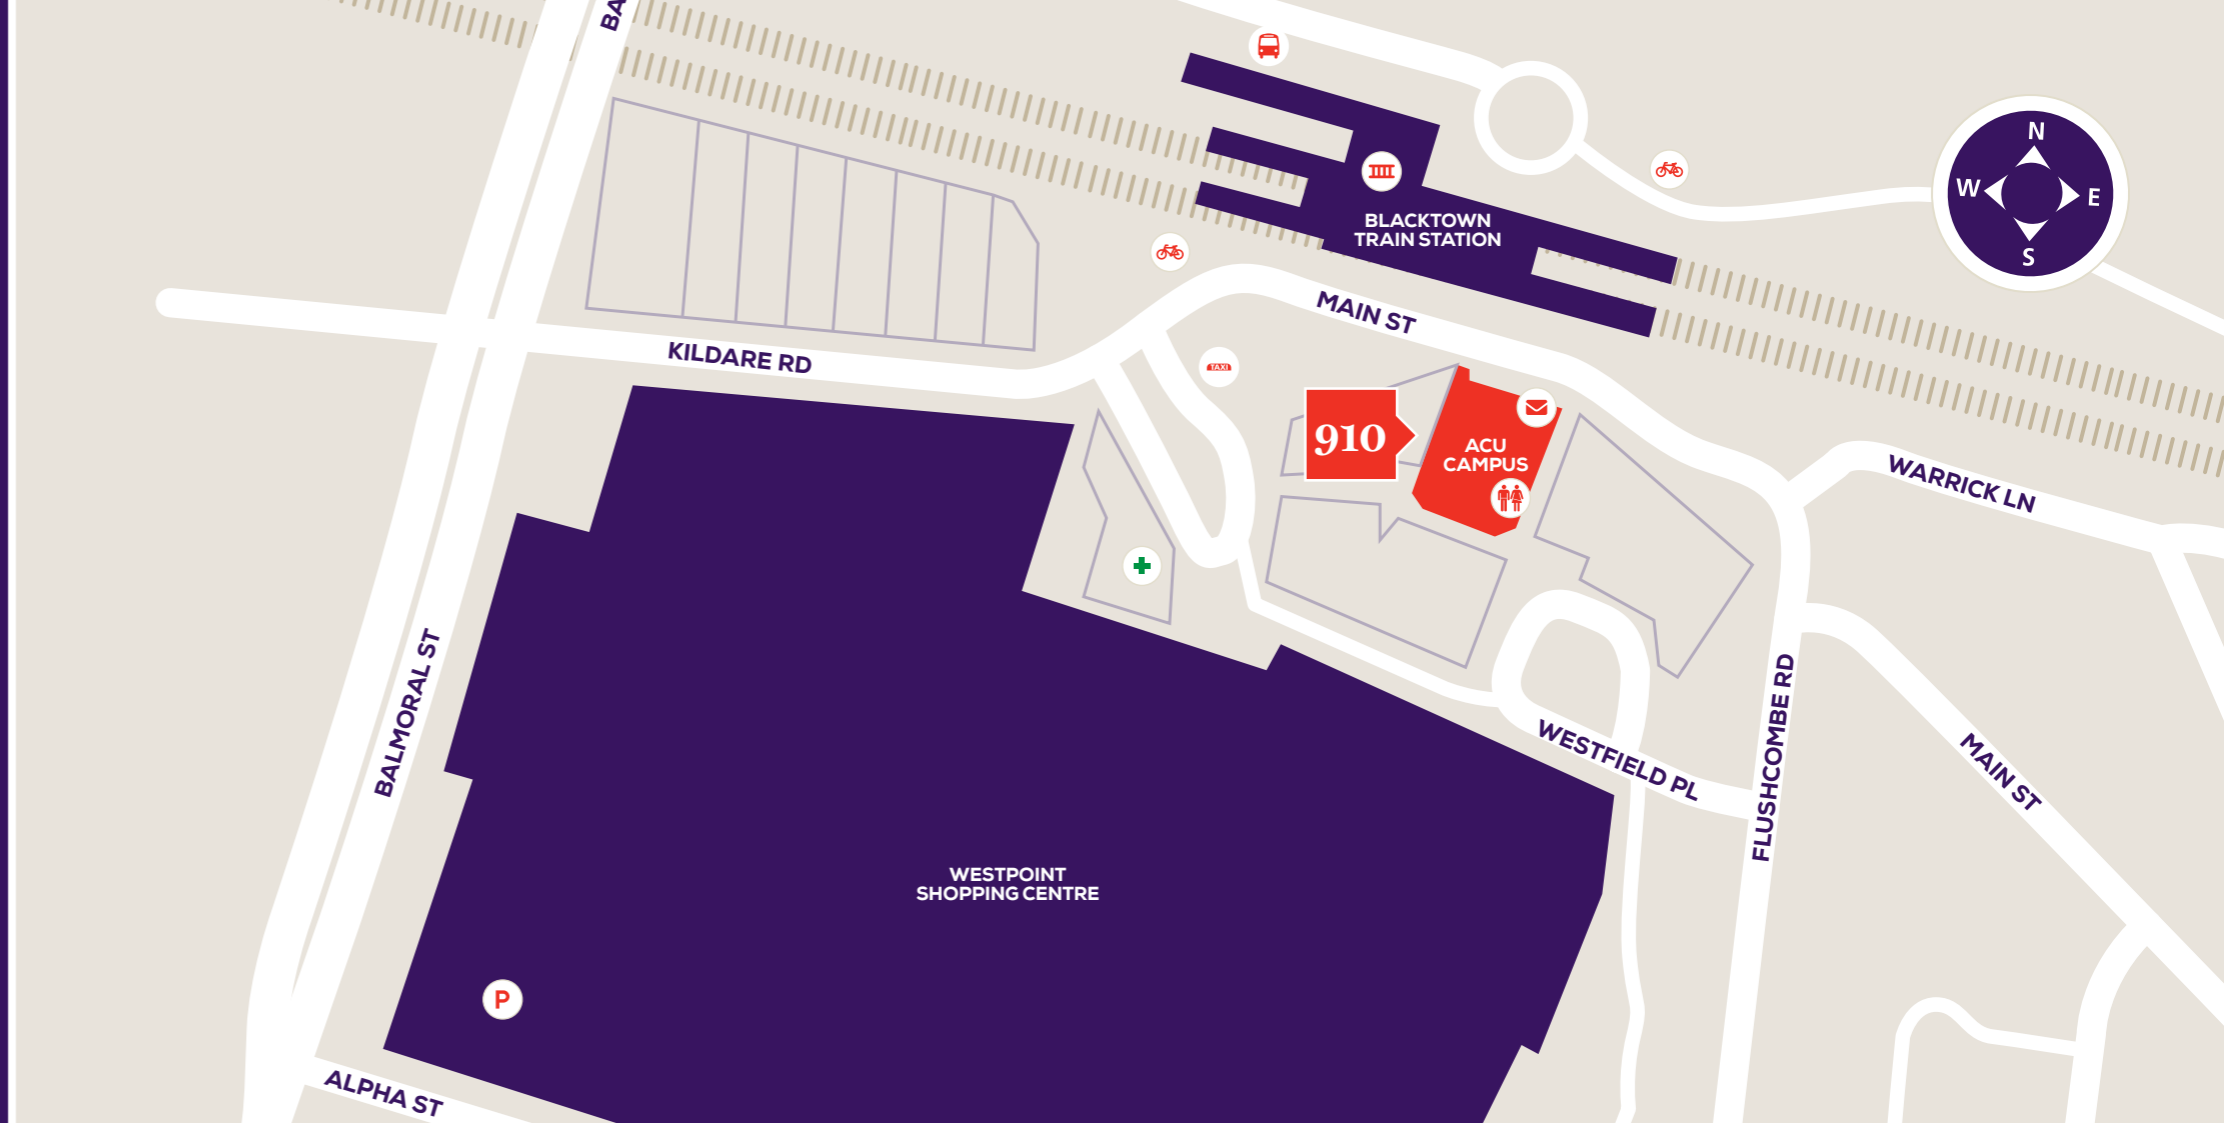 BA
N
W
E
S
BLACKTOWN
TRAIN STATION
MAIN ST
KILDARE RD
TAXI
910
ACU
CAMPUS
WARRICK LN
BALMORAL ST
FLUSHCOMBE RD
WESTFIELD PL
MAIN ST
WESTPOINT
SHOPPING CENTRE
P
ALPHA ST